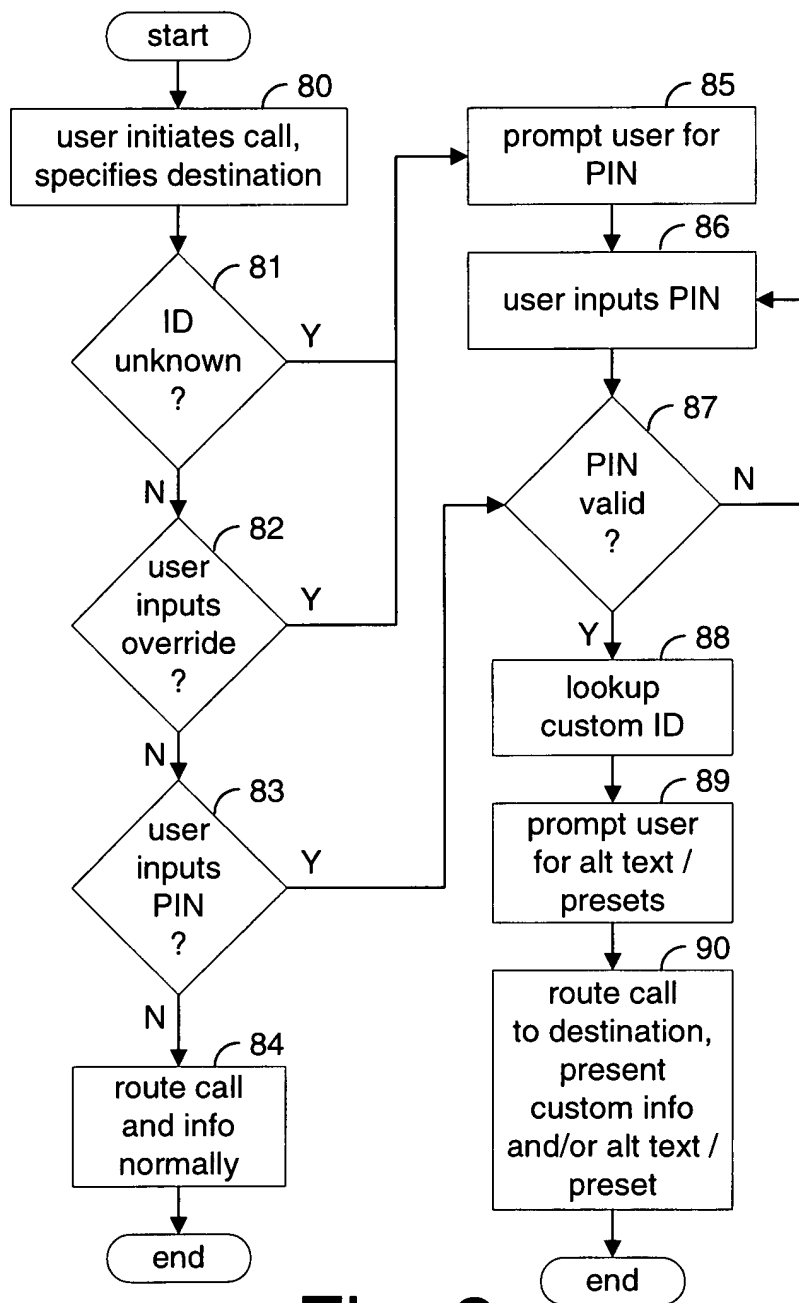 start
80
user initiates call,
specifies destination
81
ID
unknown
?
Y
N
82
user
inputs
override
?
Y
N
83
user
inputs
PIN
?
Y
N
84
route call
and info
normally
end
85
prompt user for
PIN
86
user inputs PIN
87
PIN
valid
?
N
Y
88
lookup
custom ID
89
prompt user
for alt text /
presets
90
route call
to destination,
present
custom info
and/or alt text /
preset
end